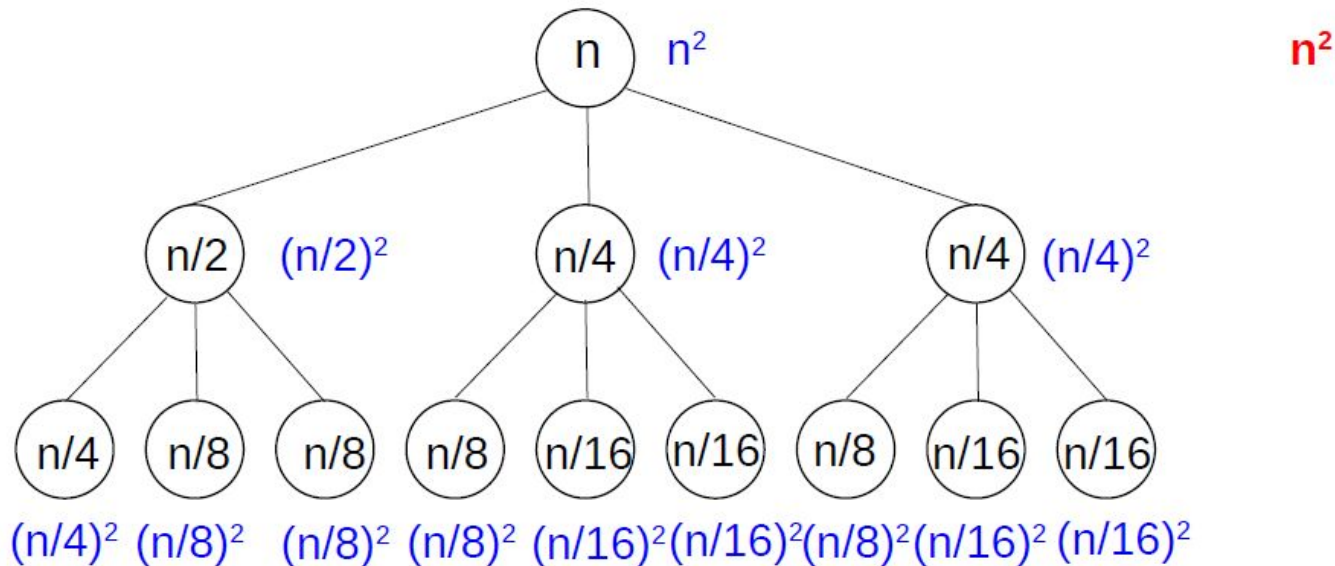 n n² n²
n/2 (n/2)² n/4 (n/4)² n/4 (n/4)²
n/4 n/8 n/8 n/8 n/16 n/16 n/8 n/16 n/16
(n/4)² (n/8)² (n/8)² (n/8)² (n/16)² (n/16)² (n/8)² (n/16)² (n/16)²